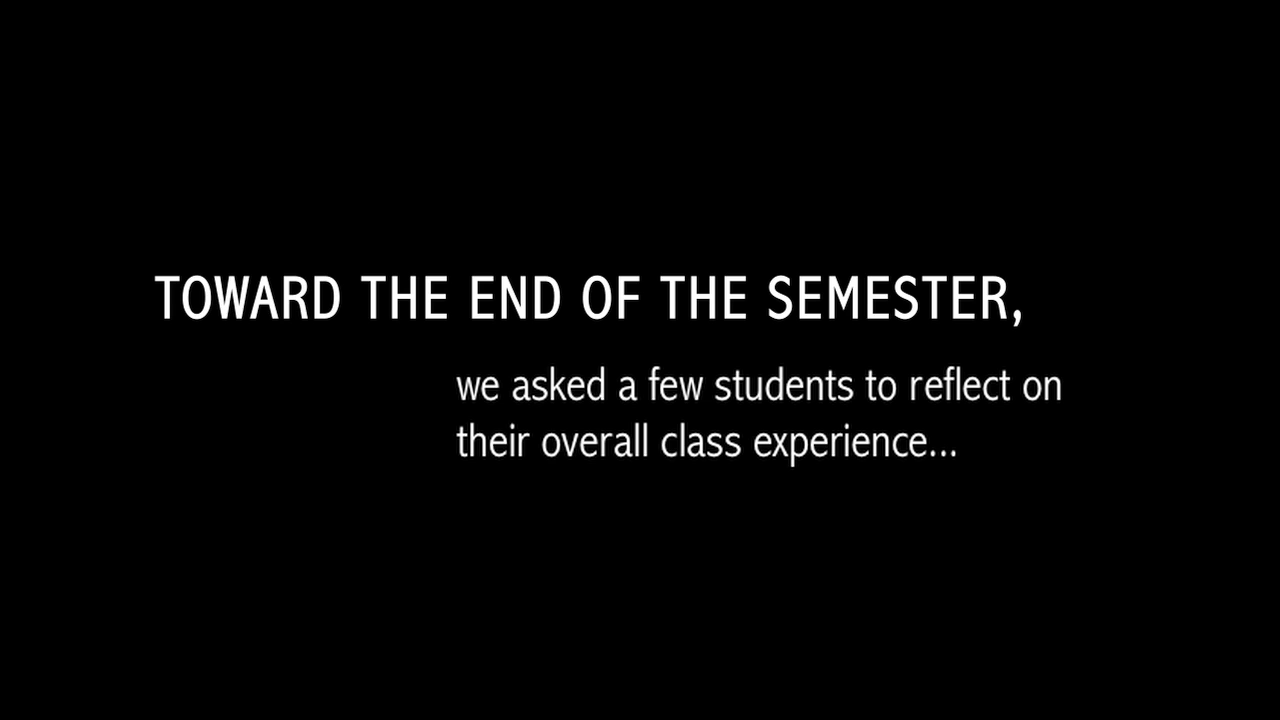 TOWARD THE END OF THE SEMESTER,
we asked a few students to reflect on
their overall class experience...